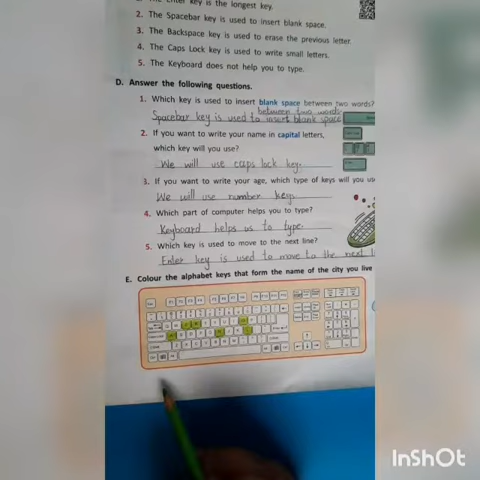 Enter key is the longest key.
2. The Spacebar key is used to insert blank space.
3. The Backspace key is used to erase the previous letter.
4. The Caps Lock key is used to write small letters.
5. The Keyboard does not help you to type.
D. Answer the following questions.
1. Which key is used to insert blank space between two words?
between two words
Spacebar key is used to insert blank space
2. If you want to write your name in capital letters,
which key will you use?
We will use caps lock key.
3. If you want to write your age, which type of keys will you us
We will use number keys
4. Which part of computer helps you to type?
Keyboard helps us to type.
5. Which key is used to move to the next line?
Enter key is used to move to the next
E. Colour the alphabet keys that form the name of the city you live
InShOt